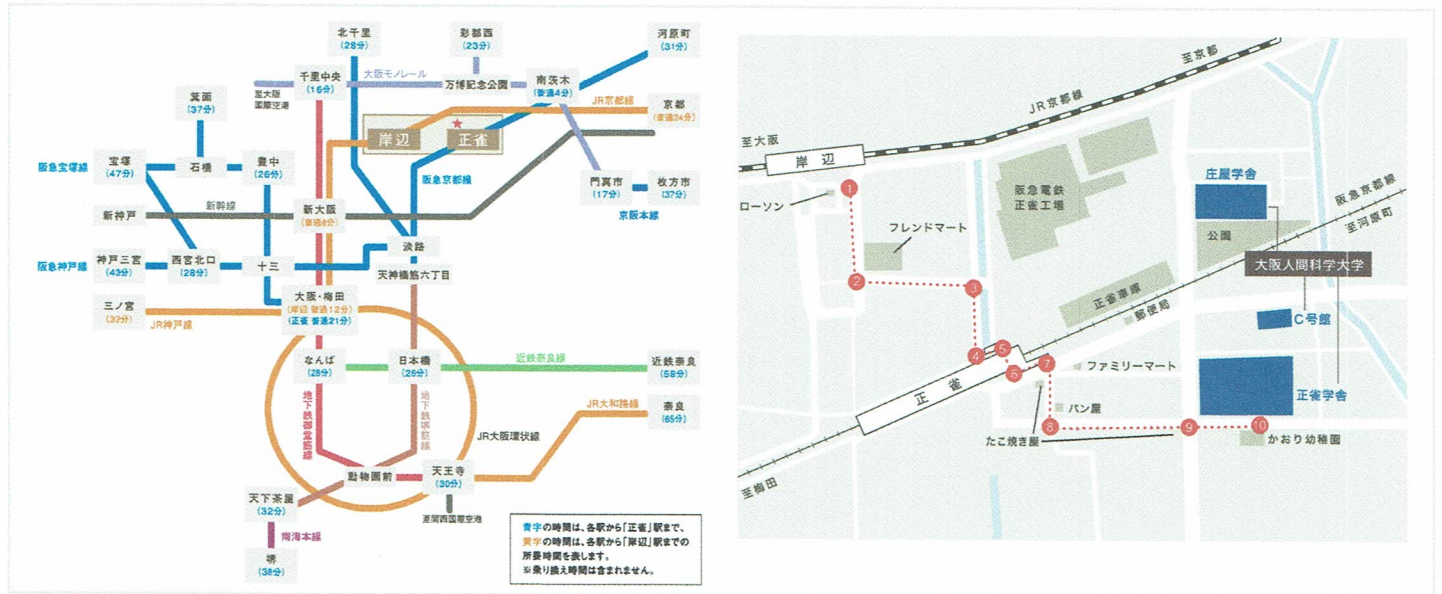 北千里
(28分)
彩都西
(23分)
河原町
(31分)
千里中央
(16分)
大阪モノレール
万博記念公園
南茨木
(普通4分)
至大阪
国際空港
箕面
(37分)
JR京都線
京都
(普通24分)
岸辺
正雀
阪急宝塚線
宝塚
(47分)
石橋
豊中
(26分)
阪急京都線
門真市
(17分)
枚方市
(37分)
京阪本線
新神戸
新幹線
新大阪
(普通8分)
淡路
阪急神戸線
神戸三宮
(43分)
西宮北口
(28分)
十三
天神橋筋六丁目
三ノ宮
(32分)
JR神戸線
大阪・梅田
(岸辺 普通12分)
(正雀 普通21分)
なんば
(28分)
日本橋
(26分)
近鉄奈良線
近鉄奈良
(58分)
地下鉄御堂筋線
地下鉄堺筋線
JR大和路線
奈良
(65分)
JR大阪環状線
動物園前
天王寺
(30分)
至関西国際空港
天下茶屋
(32分)
南海本線
堺
(38分)
青字の時間は、各駅から「正雀」駅まで、
黄字の時間は、各駅から「岸辺」駅までの
所要時間を表します。
※乗り換え時間は含まれません。
至京都
JR京都線
至大阪
岸辺
ローソン
1
阪急電鉄
正雀工場
庄屋学舎
阪急京都線
至河原町
フレンドマート
公園
大阪人間科学大学
2
3
正雀車庫
郵便局
C号館
4
5
6
7
ファミリーマート
正雀
正雀学舎
パン屋
8
9
10
たこ焼き屋
かおり幼稚園
至梅田